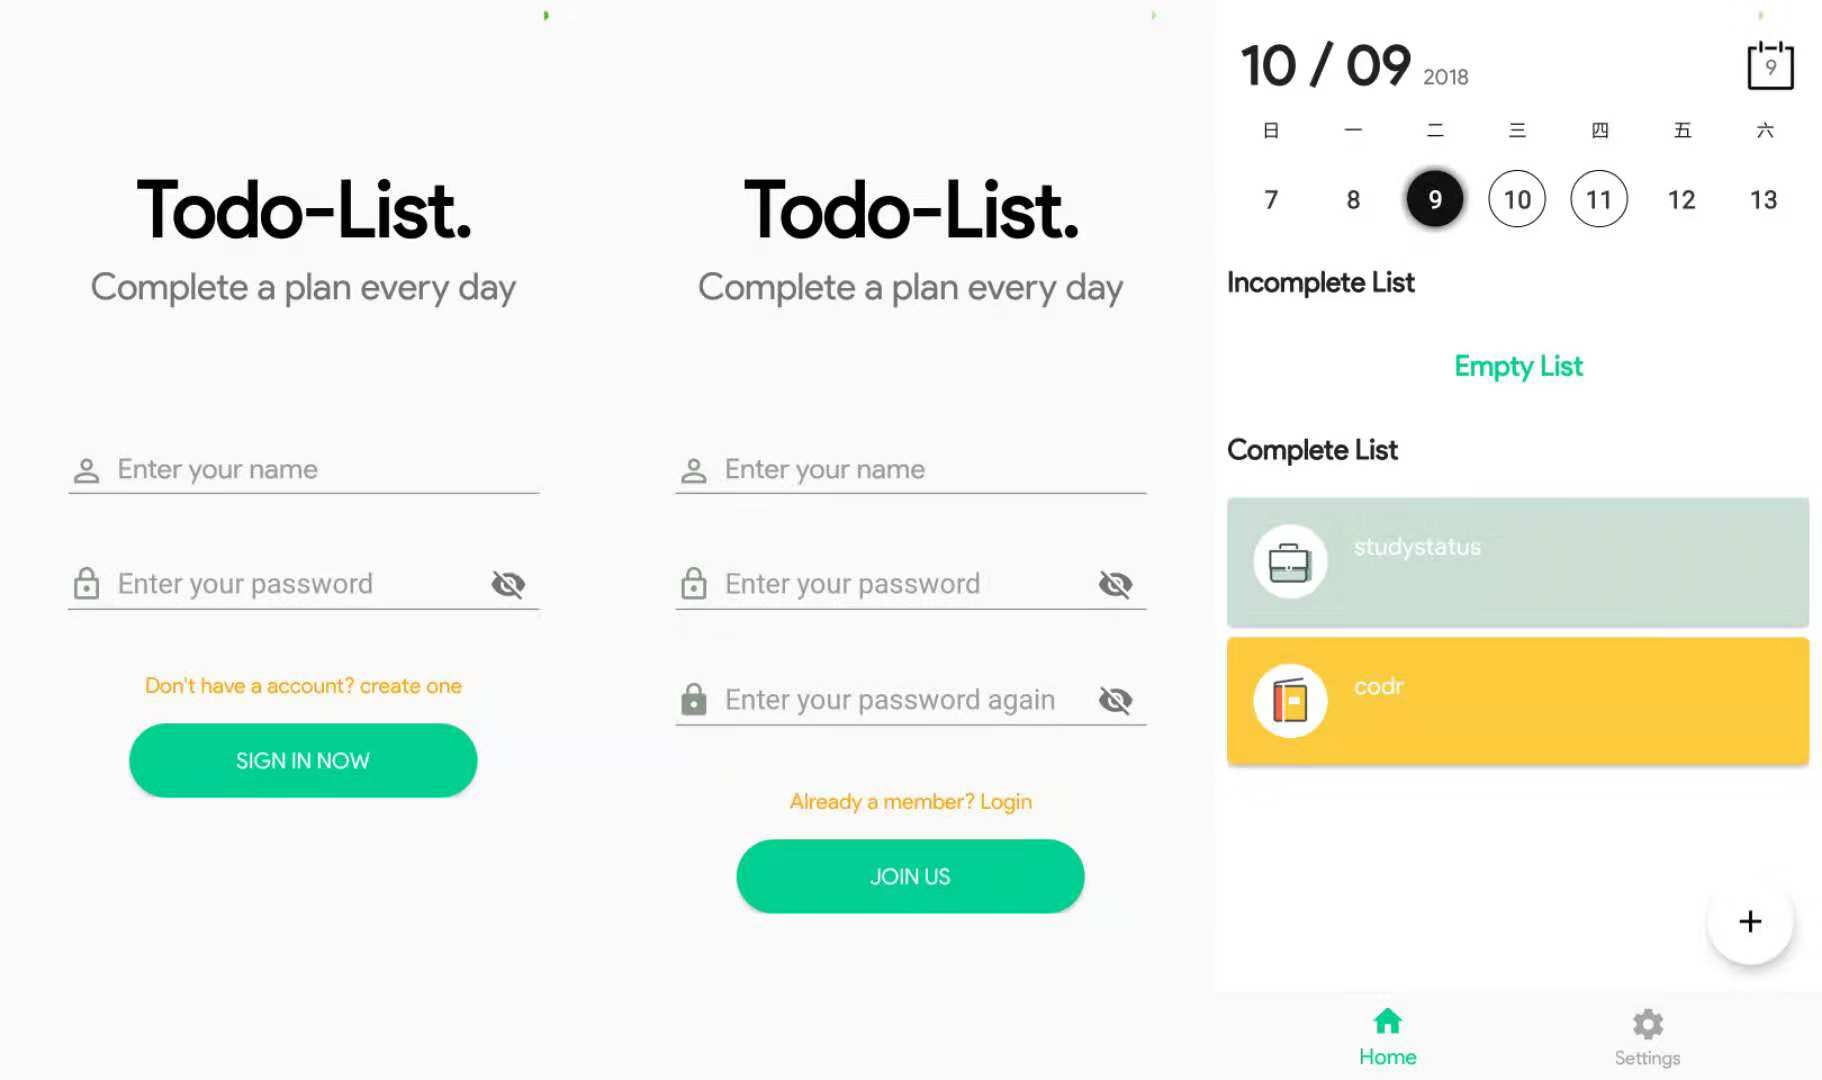 Todo-List.
Complete a plan every day
Enter your name
Enter your password
Don't have a account? create one
SIGN IN NOW
Todo-List.
Complete a plan every day
Enter your name
Enter your password
Enter your password again
Already a member? Login
JOIN US
10 / 09 2018
9
日 一 二 三 四 五 六
7 8 9 10 11 12 13
Incomplete List
Empty List
Complete List
studystatus
codr
+
Home Settings